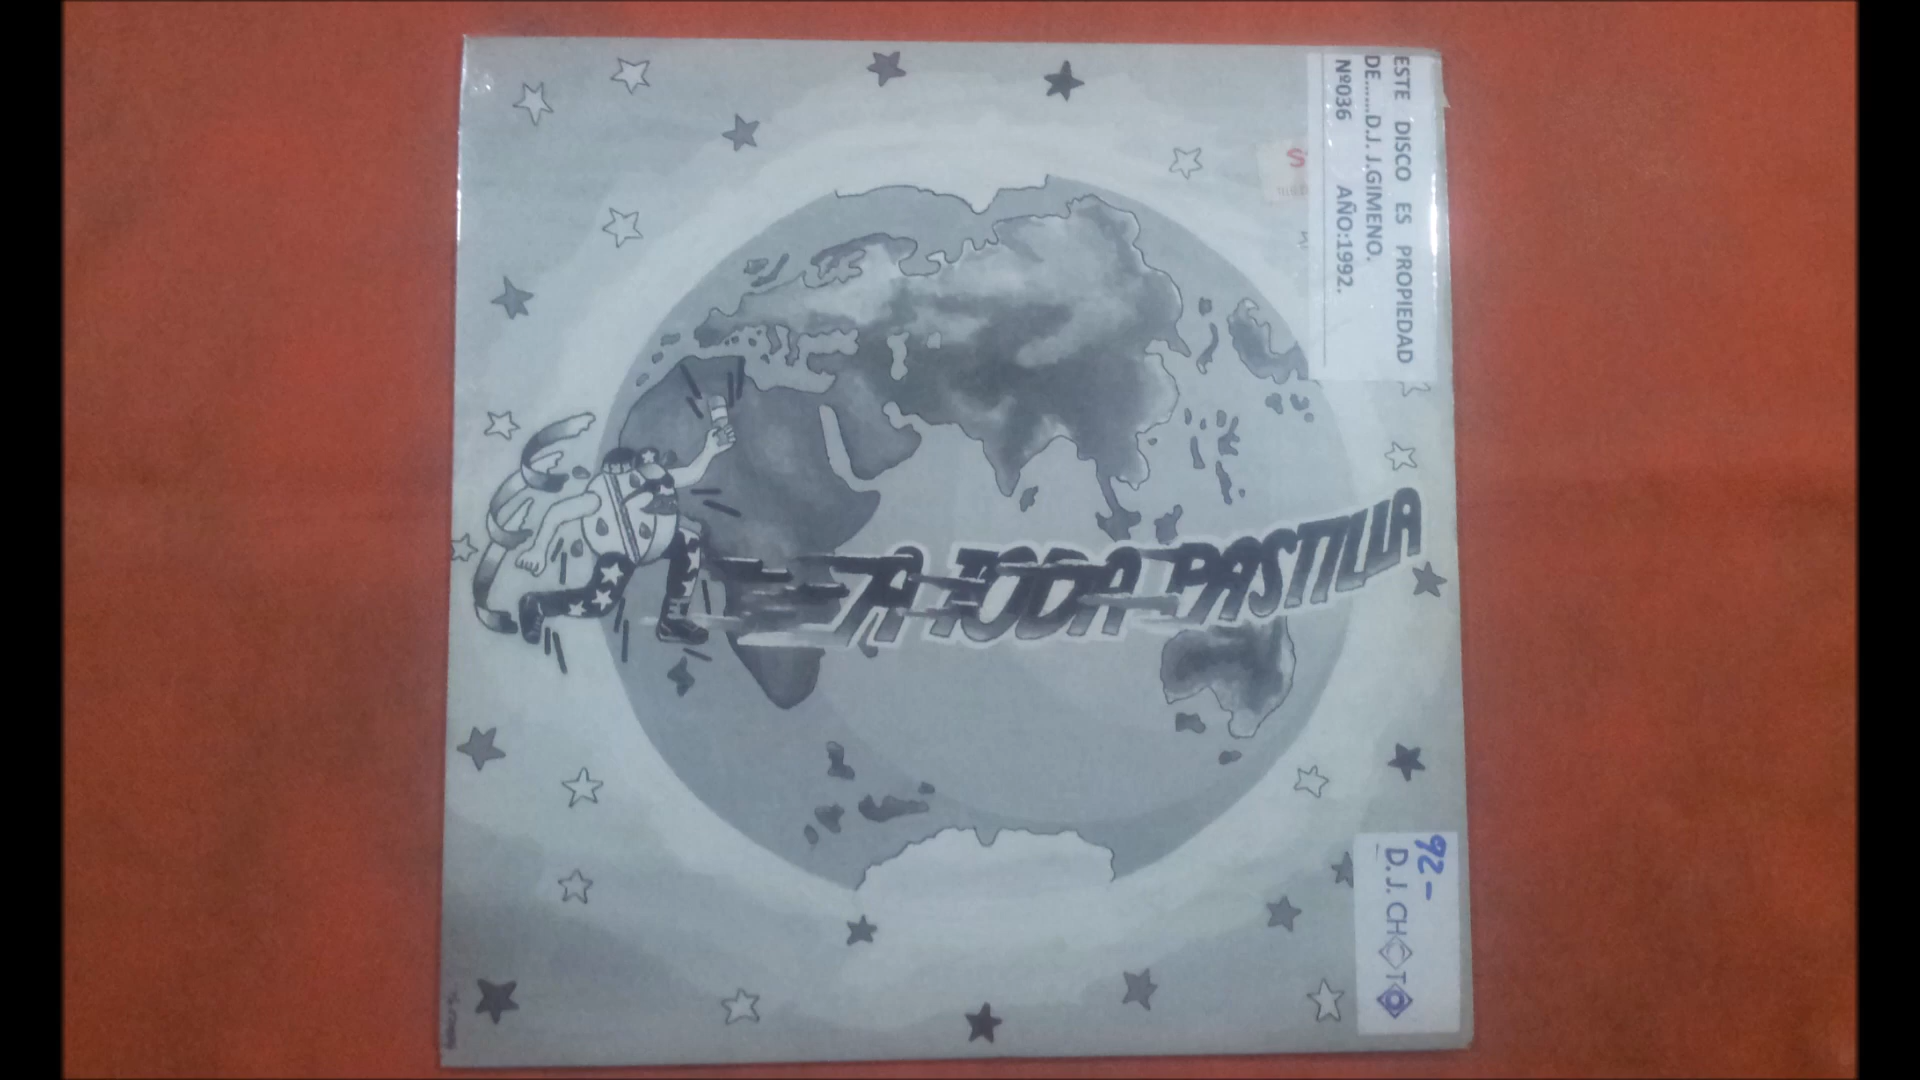 ESTE DISCO ES PROPIEDAD
DE.......D.J. J.GIMENO.
Nº036 AÑO:1992.
A TODA PASTILLA
92-
D.J. CHOTO